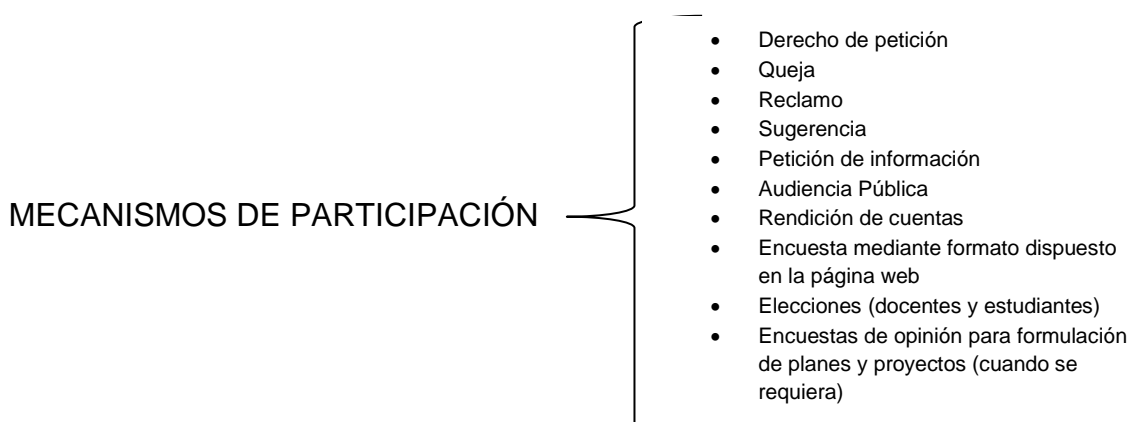 MECANISMOS DE PARTICIPACIÓN
• Derecho de petición
• Queja
• Reclamo
• Sugerencia
• Petición de información
• Audiencia Pública
• Rendición de cuentas
• Encuesta mediante formato dispuesto
en la página web
• Elecciones (docentes y estudiantes)
• Encuestas de opinión para formulación
de planes y proyectos (cuando se
requiera)